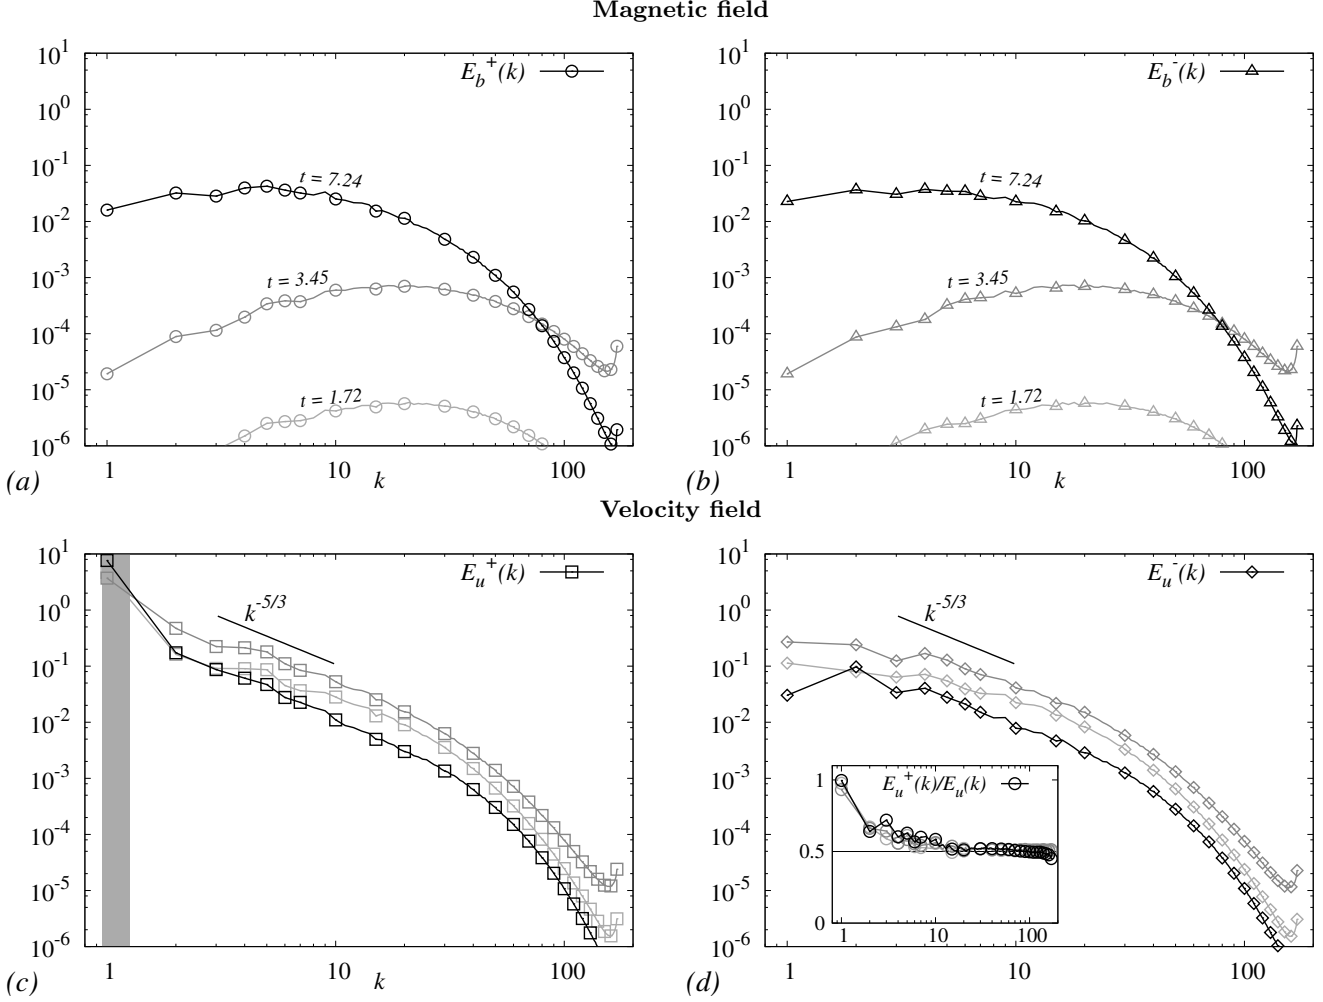 Magnetic field
10^1
10^0
10^-1
10^-2
10^-3
10^-4
10^-5
10^-6
E_b^+(k)
t = 7.24
t = 3.45
t = 1.72
1 10 100
(a) k
10^1
10^0
10^-1
10^-2
10^-3
10^-4
10^-5
10^-6
E_b^-(k)
t = 7.24
t = 3.45
t = 1.72
1 10 100
(b) k
Velocity field
10^1
10^0
10^-1
10^-2
10^-3
10^-4
10^-5
10^-6
E_u^+(k)
k^-5/3
1 10 100
(c) k
10^1
10^0
10^-1
10^-2
10^-3
10^-4
10^-5
10^-6
E_u^-(k)
k^-5/3
1
0.5
0
E_u^+(k)/E_u(k)
1 10 100
1 10 100
(d) k